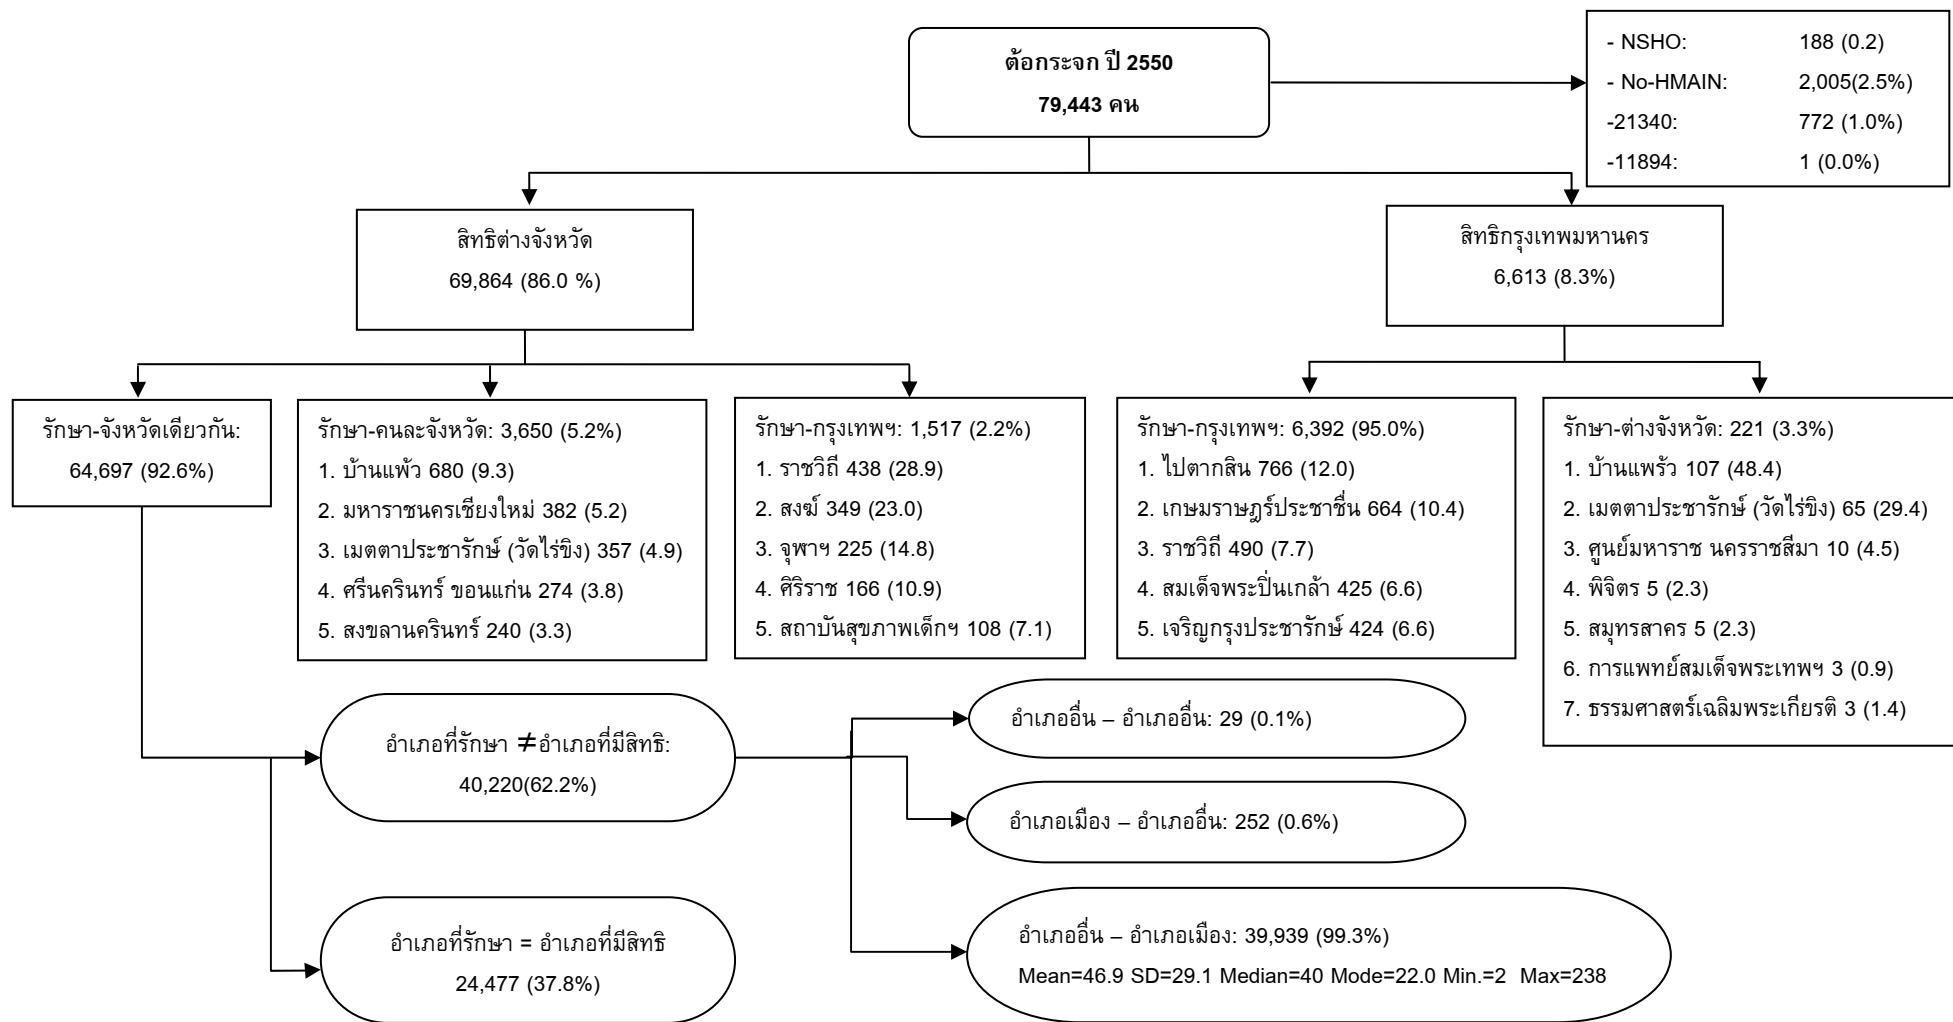 ต้อกระจก ปี 2550
79,443 คน
- NSHO: 188 (0.2)
- No-HMAIN: 2,005(2.5%)
-21340: 772 (1.0%)
-11894: 1 (0.0%)
สิทธิต่างจังหวัด
69,864 (86.0 %)
สิทธิกรุงเทพมหานคร
6,613 (8.3%)
รักษา-จังหวัดเดียวกัน:
64,697 (92.6%)
รักษา-คนละจังหวัด: 3,650 (5.2%)
1. บ้านแพ้ว 680 (9.3)
2. มหาราชนครเชียงใหม่ 382 (5.2)
3. เมตตาประชารักษ์ (วัดไร่ขิง) 357 (4.9)
4. ศรีนครินทร์ ขอนแก่น 274 (3.8)
5. สงขลานครินทร์ 240 (3.3)
รักษา-กรุงเทพฯ: 1,517 (2.2%)
1. ราชวิถี 438 (28.9)
2. สงฆ์ 349 (23.0)
3. จุฬาฯ 225 (14.8)
4. ศิริราช 166 (10.9)
5. สถาบันสุขภาพเด็กฯ 108 (7.1)
รักษา-กรุงเทพฯ: 6,392 (95.0%)
1. ไปตากสิน 766 (12.0)
2. เกษมราษฎร์ประชาชื่น 664 (10.4)
3. ราชวิถี 490 (7.7)
4. สมเด็จพระปิ่นเกล้า 425 (6.6)
5. เจริญกรุงประชารักษ์ 424 (6.6)
รักษา-ต่างจังหวัด: 221 (3.3%)
1. บ้านแพร้ว 107 (48.4)
2. เมตตาประชารักษ์ (วัดไร่ขิง) 65 (29.4)
3. ศูนย์มหาราช นครราชสีมา 10 (4.5)
4. พิจิตร 5 (2.3)
5. สมุทรสาคร 5 (2.3)
6. การแพทย์สมเด็จพระเทพฯ 3 (0.9)
7. ธรรมศาสตร์เฉลิมพระเกียรติ 3 (1.4)
อำเภอที่รักษา ≠อำเภอที่มีสิทธิ:
40,220(62.2%)
อำเภอที่รักษา = อำเภอที่มีสิทธิ
24,477 (37.8%)
อำเภออื่น – อำเภออื่น: 29 (0.1%)
อำเภอเมือง – อำเภออื่น: 252 (0.6%)
อำเภออื่น – อำเภอเมือง: 39,939 (99.3%)
Mean=46.9 SD=29.1 Median=40 Mode=22.0 Min.=2 Max=238